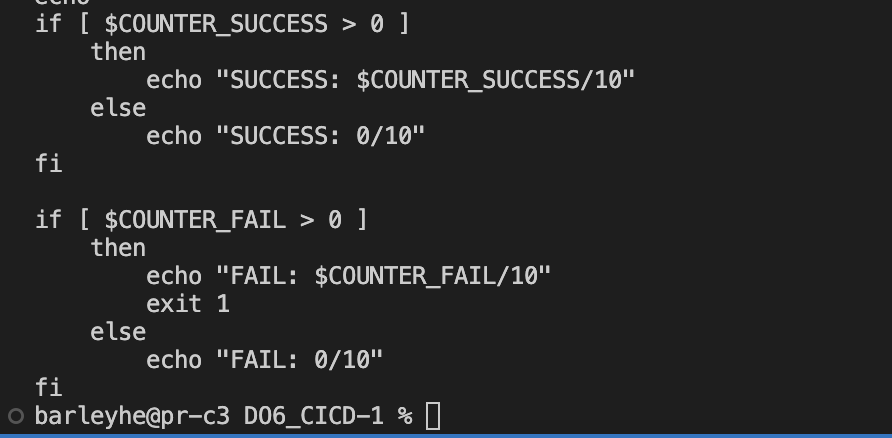 echo
if [ $COUNTER_SUCCESS > 0 ]
    then
        echo "SUCCESS: $COUNTER_SUCCESS/10"
    else
        echo "SUCCESS: 0/10"
fi

if [ $COUNTER_FAIL > 0 ]
    then
        echo "FAIL: $COUNTER_FAIL/10"
        exit 1
    else
        echo "FAIL: 0/10"
fi
barleyhe@pr-c3 DO6_CICD-1 %